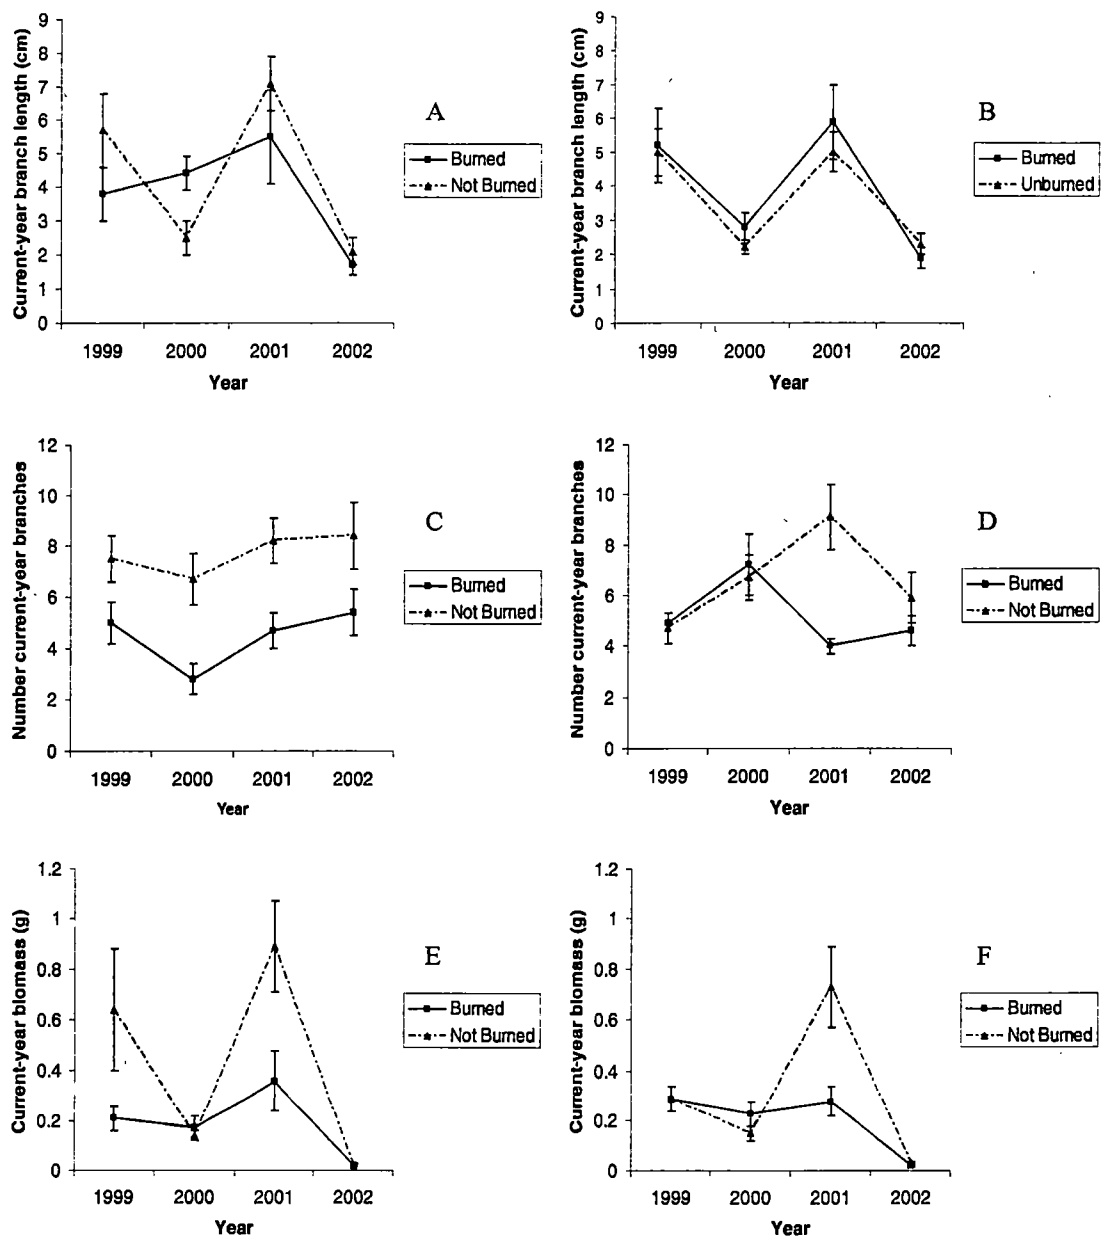 9
8
7
6
5
4
3
2
1
0
Current-year branch length (cm)
1999 2000 2001 2002
Year
A
Burned
Not Burned
9
8
7
6
5
4
3
2
1
0
Current-year branch length (cm)
1999 2000 2001 2002
Year
B
Burned
Unburned
12
10
8
6
4
2
0
Number current-year branches
1999 2000 2001 2002
Year
C
Burned
Not Burned
12
10
8
6
4
2
0
Number current-year branches
1999 2000 2001 2002
Year
D
Burned
Not Burned
1.2
1
0.8
0.6
0.4
0.2
0
Current-year biomass (g)
1999 2000 2001 2002
Year
E
Burned
Not Burned
1.2
1
0.8
0.6
0.4
0.2
0
Current-year biomass (g)
1999 2000 2001 2002
Year
F
Burned
Not Burned